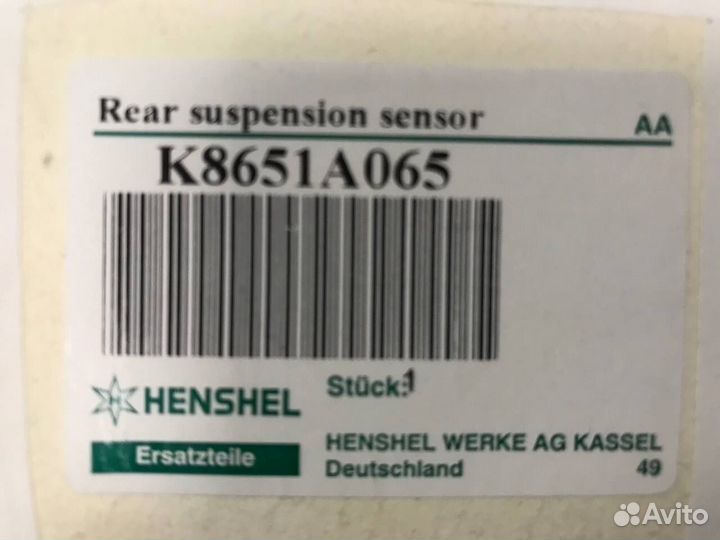 Rear suspension sensor AA
K8651A065
HENSHEL
Stück:1
Ersatzteile
HENSHEL WERKE AG KASSEL
Deutschland 49
Avito